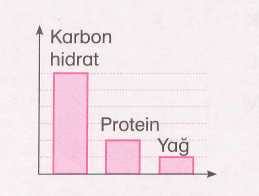 Karbon
hidrat
Protein
Yağ